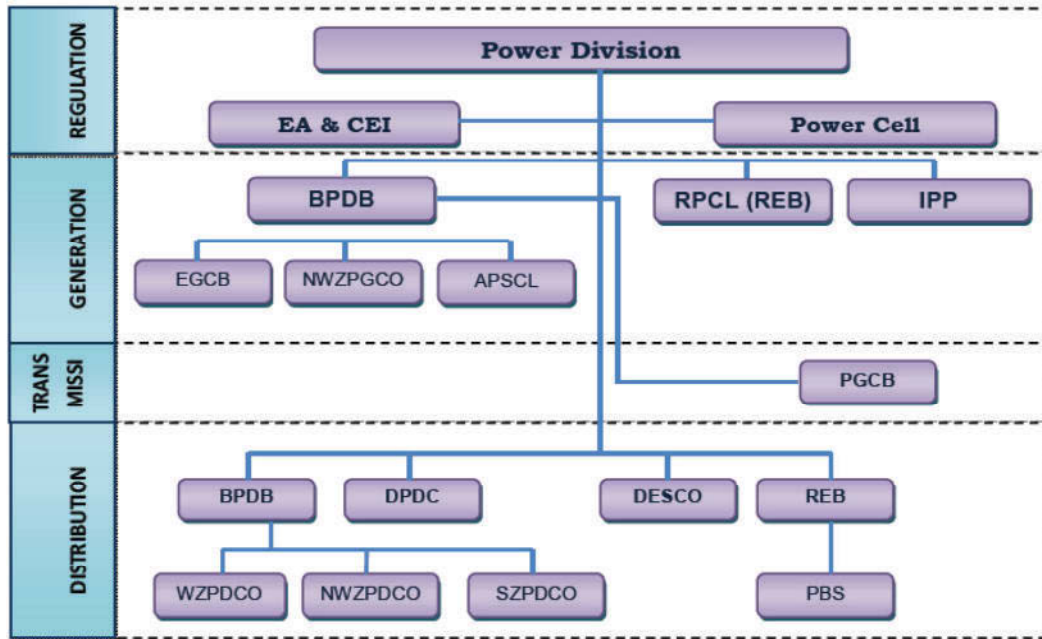 REGULATION
Power Division
EA & CEI
Power Cell
GENERATION
BPDB
RPCL (REB)
IPP
EGCB
NWZPGCO
APSCL
TRANS
MISSI
PGCB
DISTRIBUTION
BPDB
DPDC
DESCO
REB
WZPDCO
NWZPDCO
SZPDCO
PBS